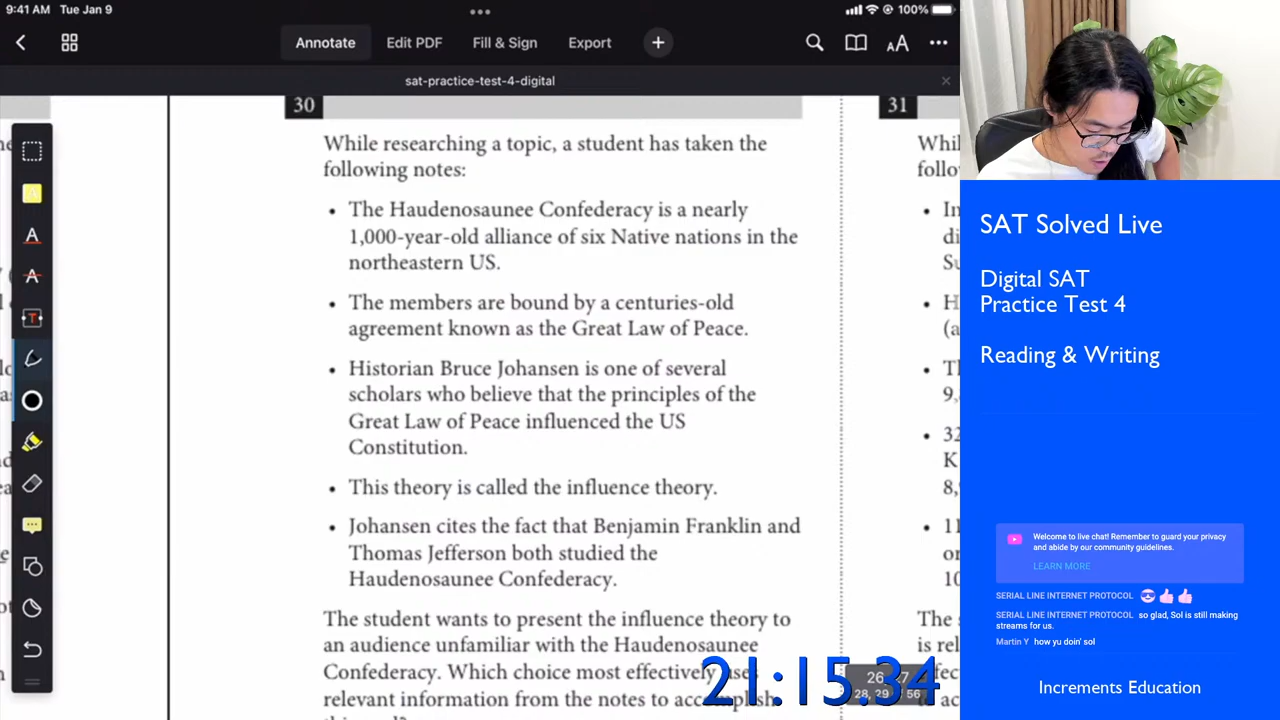 9:41 AM Tue Jan 9
100%
Annotate
Edit PDF
Fill & Sign
Export
sat-practice-test-4-digital
30
While researching a topic, a student has taken the
following notes:
• The Haudenosaunee Confederacy is a nearly
1,000-year-old alliance of six Native nations in the
northeastern US.
• The members are bound by a centuries-old
agreement known as the Great Law of Peace.
• Historian Bruce Johansen is one of several
scholars who believe that the principles of the
Great Law of Peace influenced the US
Constitution.
• This theory is called the influence theory.
• Johansen cites the fact that Benjamin Franklin and
Thomas Jefferson both studied the
Haudenosaunee Confederacy.
The student wants to present the influence theory to
an audience unfamiliar with the Haudenosaunee
Confederacy. Which choice most effectively uses
relevant information from the notes to accomplish
31
21:15.34
SAT Solved Live
Digital SAT
Practice Test 4
Reading & Writing
Welcome to live chat! Remember to guard your privacy
and abide by our community guidelines.
LEARN MORE
SERIAL LINE INTERNET PROTOCOL
SERIAL LINE INTERNET PROTOCOL so glad, Sol is still making
streams for us.
Martin Y how yu doin' sol
Increments Education